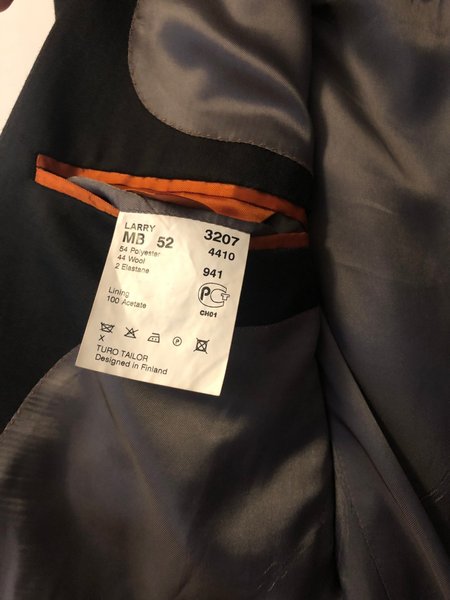 LARRY
MB 52 3207
54 Polyester 4410
44 Wool
2 Elastane 941
Lining
100 Acetate
PCT
CH01
X
P
TURO TAILOR
Designed in Finland